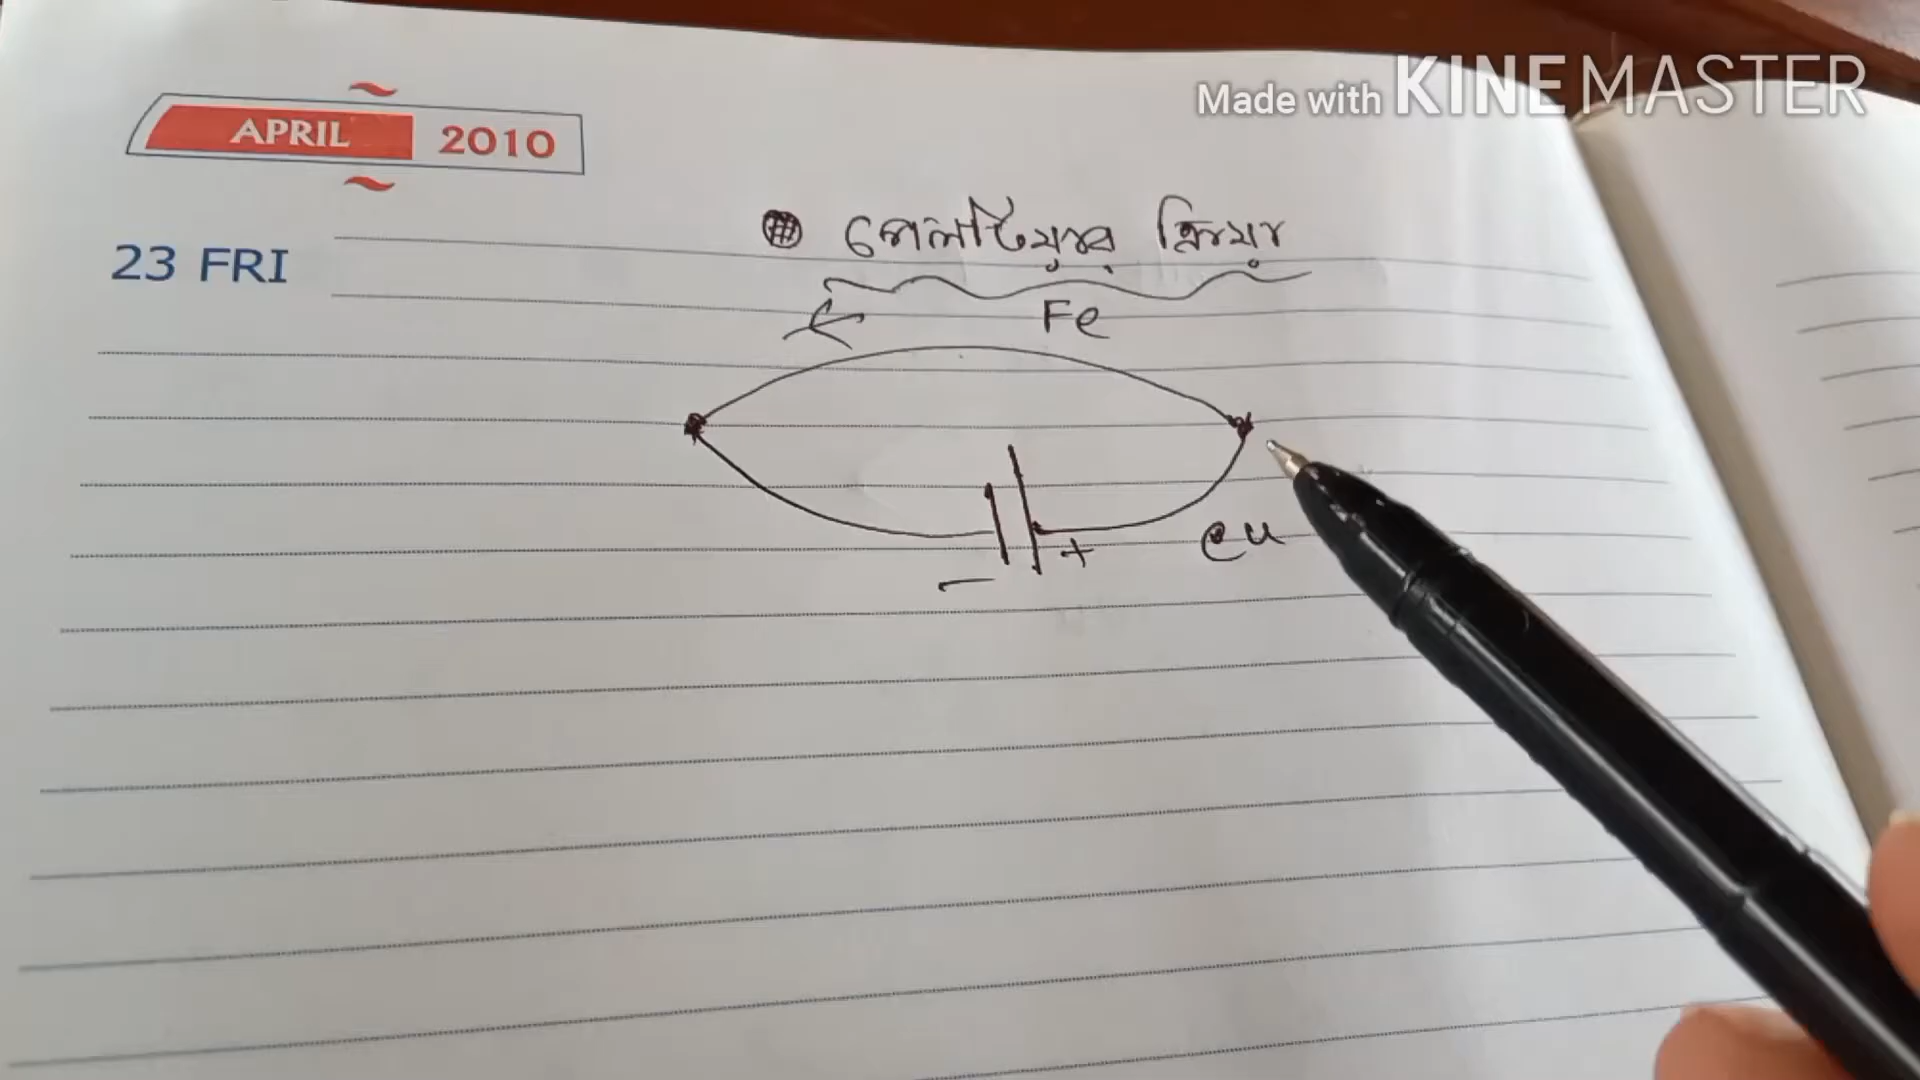 Made with KINEMASTER
APRIL 2010
23 FRI
পেলটিয়ার ক্রিয়া
Fe
cu
+
−